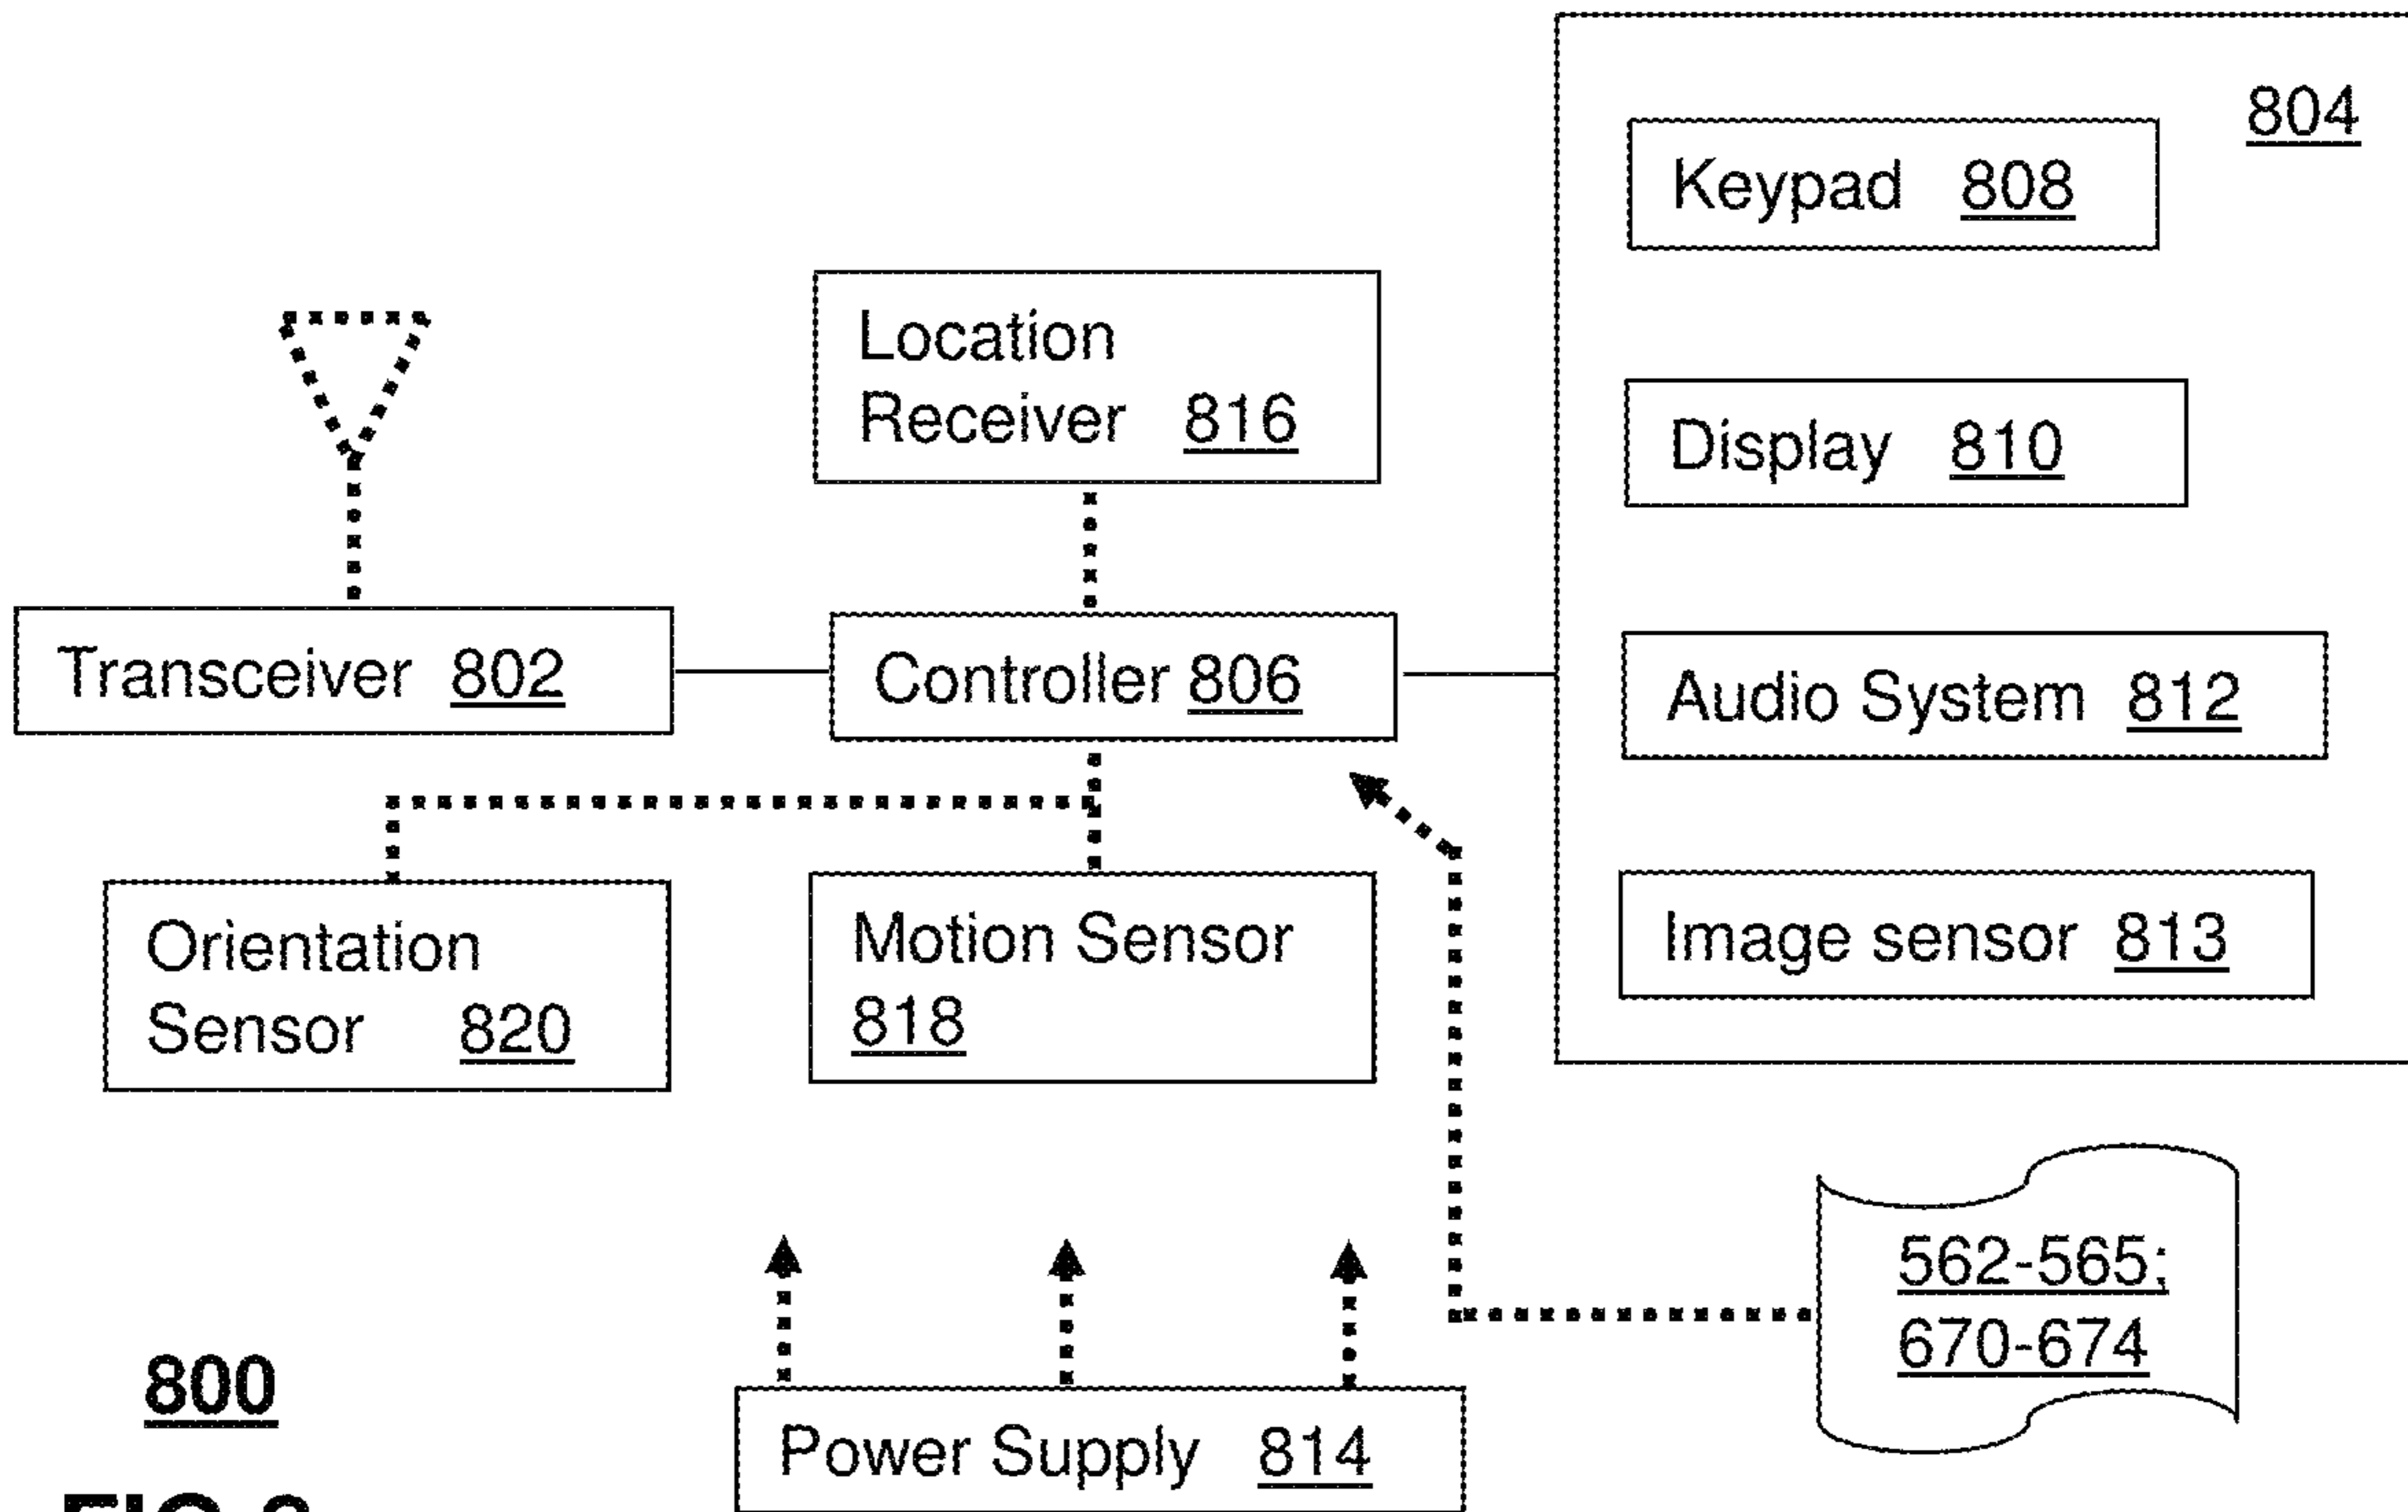 804
Keypad 808
Location
Receiver 816
Display 810
Transceiver 802
Controller 806
Audio System 812
Orientation
Sensor 820
Motion Sensor
818
Image sensor 813
562-565;
670-674
800
Power Supply 814